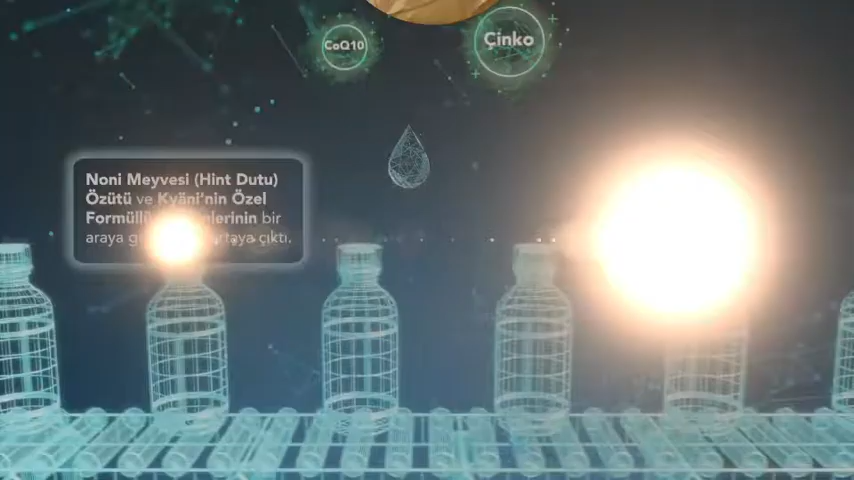 CoQ10
Çinko
Noni Meyvesi (Hint Dutu)
Özütü ve Kyäni'nin Özel
Formüllü bir
araya çıktı.